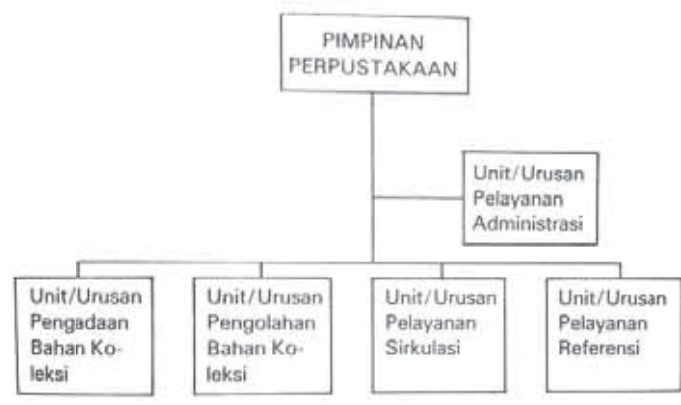 PIMPINAN
PERPUSTAKAAN
Unit/Urusan
Pelayanan
Administrasi
Unit/Urusan
Pengadaan
Bahan Ko-
leksi
Unit/Urusan
Pengolahan
Bahan Ko-
leksi
Unit/Urusan
Pelayanan
Sirkulasi
Unit/Urusan
Pelayanan
Referensi